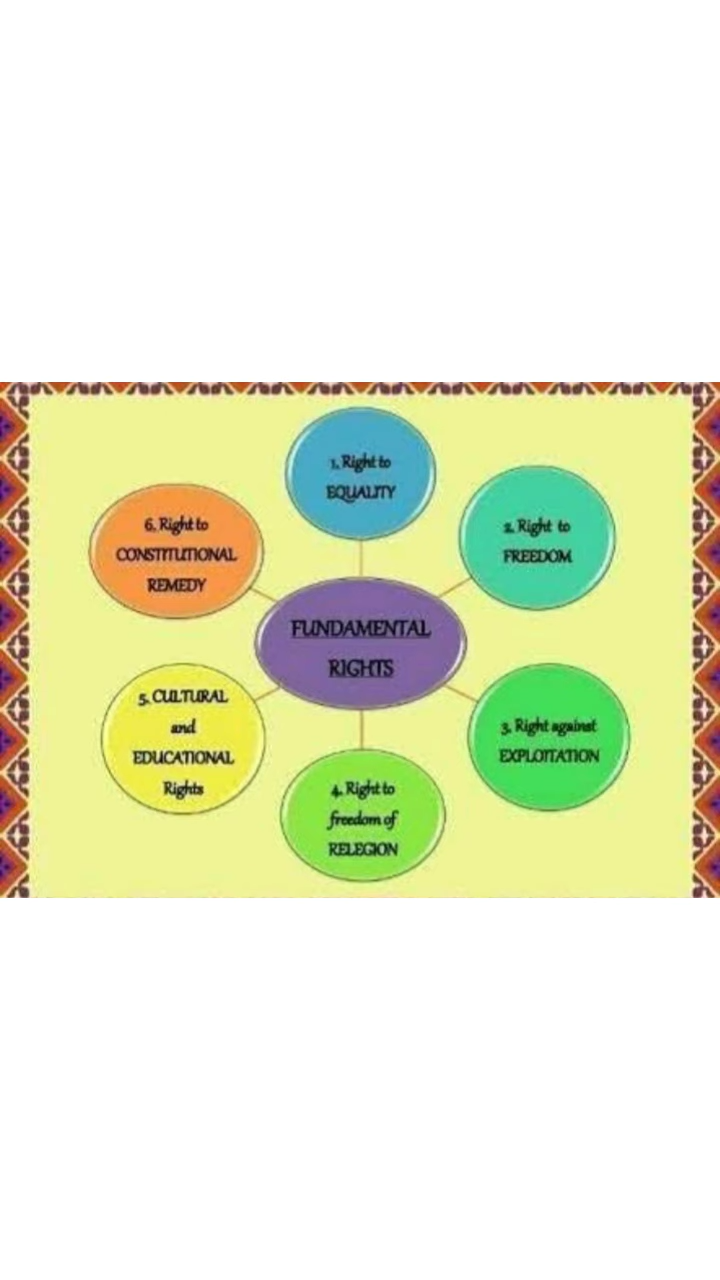 FUNDAMENTAL
RIGHTS
1. Right to
EQUALITY
2. Right to
FREEDOM
3. Right against
EXPLOITATION
4. Right to
freedom of
RELEGION
5. CULTURAL
and
EDUCATIONAL
Rights
6. Right to
CONSTITUTIONAL
REMEDY